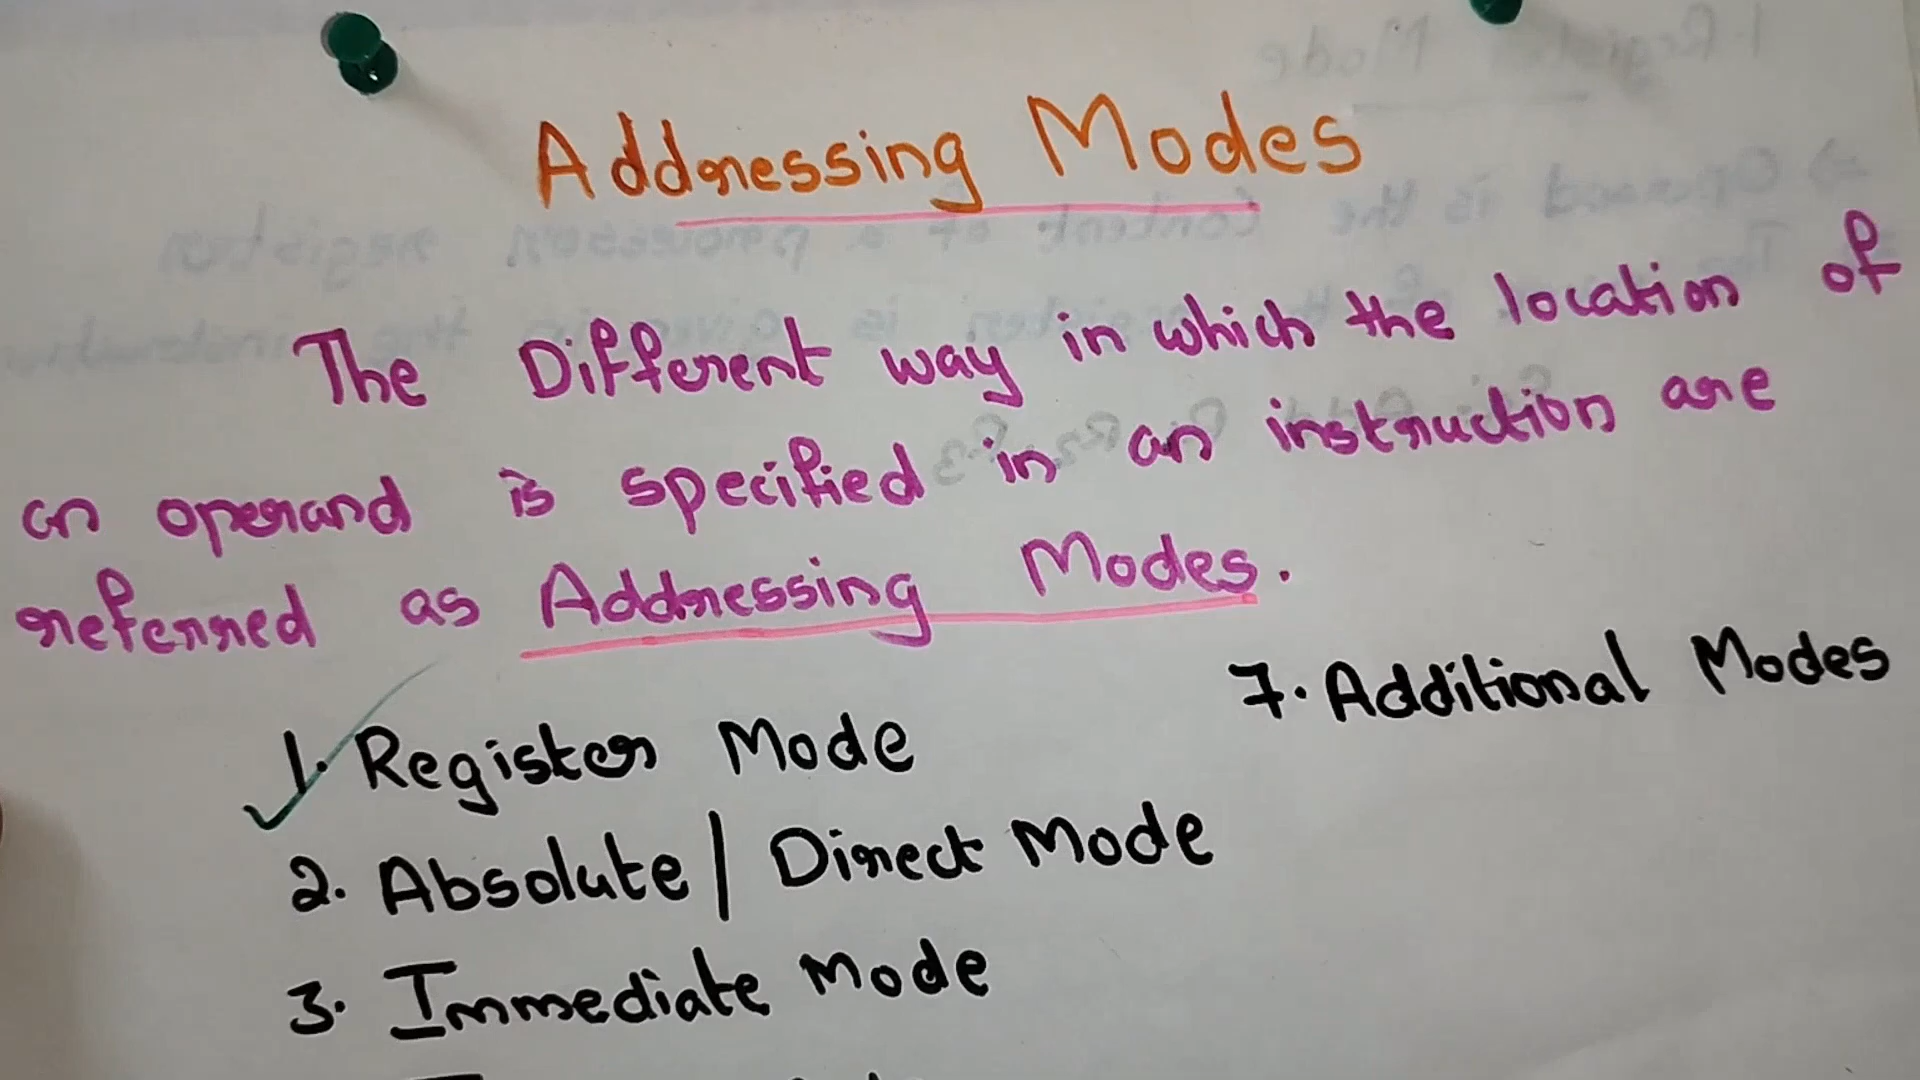 Addressing Modes
The Different way in which the location of
an operand is specified in an instruction are
referred as Addressing Modes.
7. Additional Modes
1. Register Mode
2. Absolute / Direct Mode
3. Immediate Mode